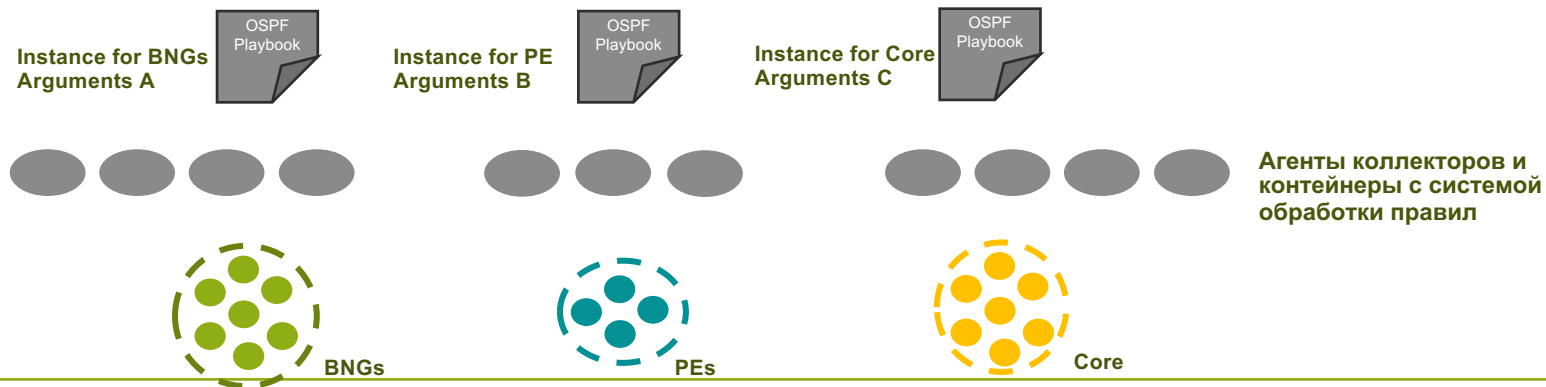 OSPF
Playbook
Instance for BNGs
Arguments A
OSPF
Playbook
Instance for PE
Arguments B
OSPF
Playbook
Instance for Core
Arguments C
Агенты коллекторов и
контейнеры с системой
обработки правил
BNGs
PEs
Core